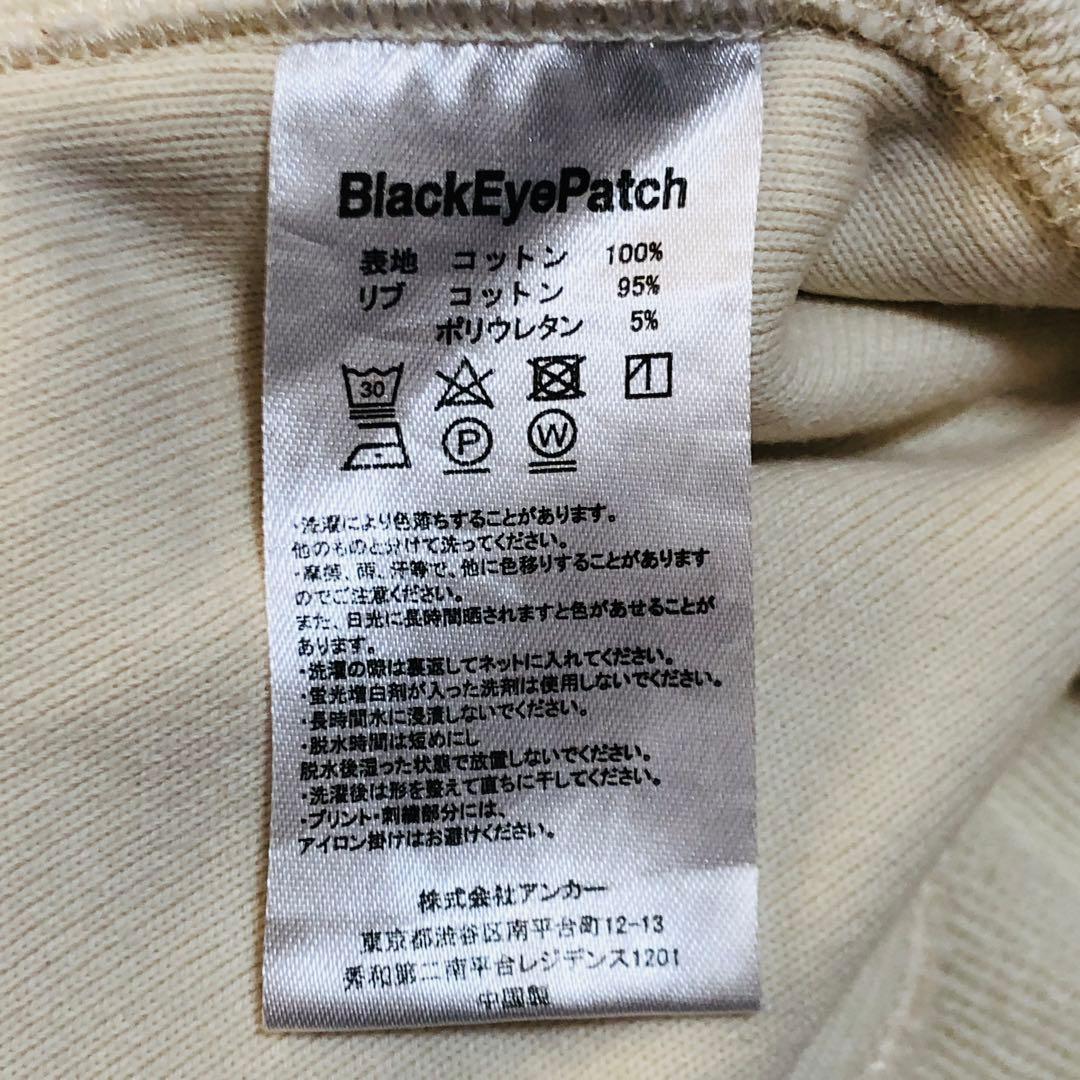 BlackEyePatch
表地 コットン 100%
リブ コットン 95%
ポリウレタン 5%
30
P W
・洗濯により色落ちすることがあります。
他のものと分けて洗ってください。
・摩擦、雨、汗等で、他に色移りすることがあります
のでご注意ください。
また、日光に長時間晒されますと色があせることが
あります。
・洗濯の際は裏返してネットに入れてください。
・蛍光増白剤が入った洗剤は使用しないでください。
・長時間水に浸漬しないでください。
・脱水時間は短めにし
脱水後湿った状態で放置しないでください。
・洗濯後は形を整えて直ちに干してください。
・プリント・刺繍部分には、
アイロン掛けはお避けください。
株式会社アンカー
東京都渋谷区南平台町12-13
秀和第二南平台レジデンス1201
中国製